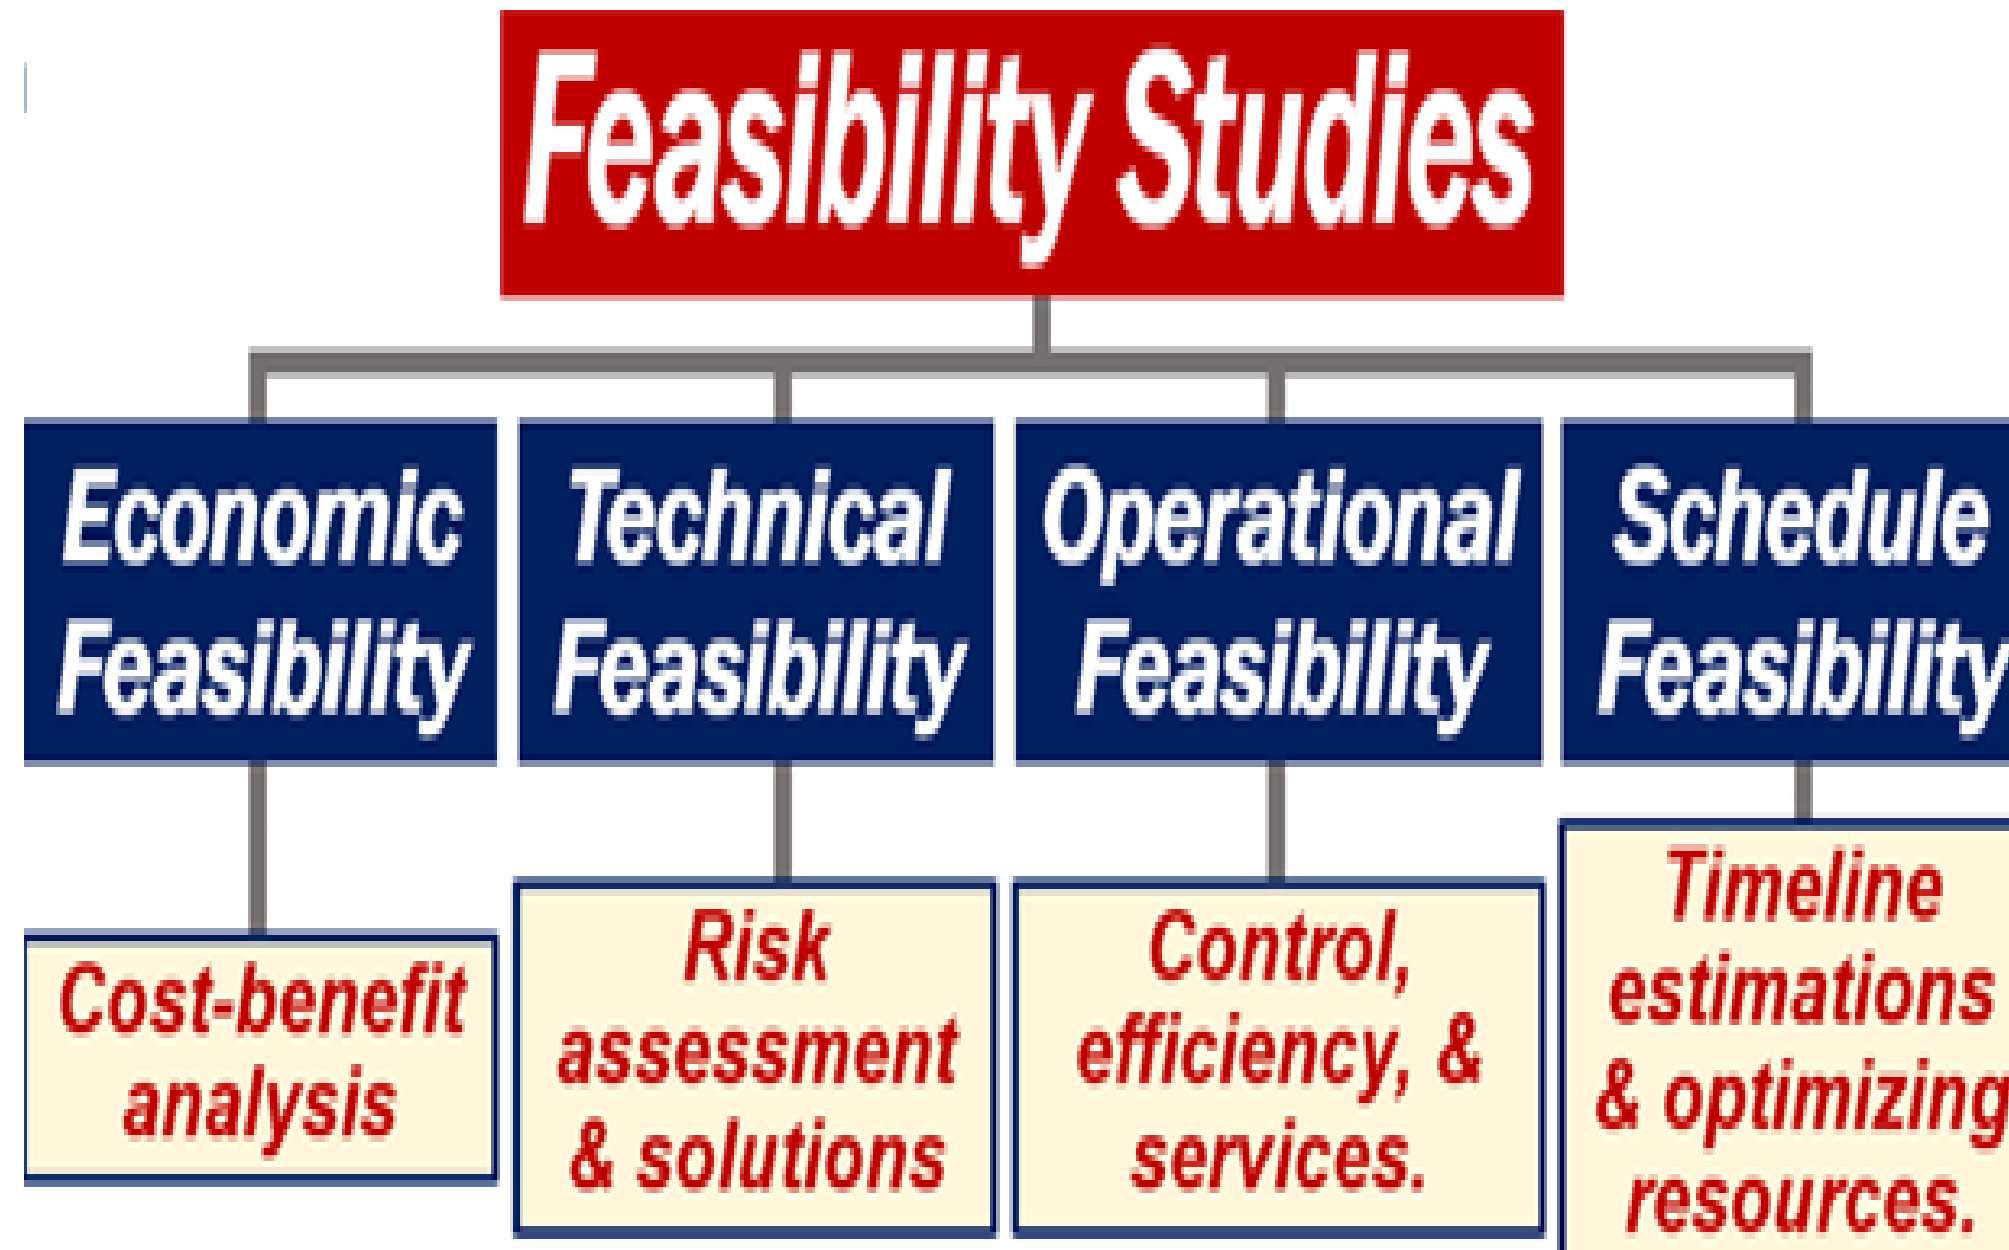 Feasibility Studies
Economic
Feasibility
Technical
Feasibility
Operational
Feasibility
Schedule
Feasibility
Cost-benefit
analysis
Risk
assessment
& solutions
Control,
efficiency, &
services.
Timeline
estimations
& optimizing
resources.